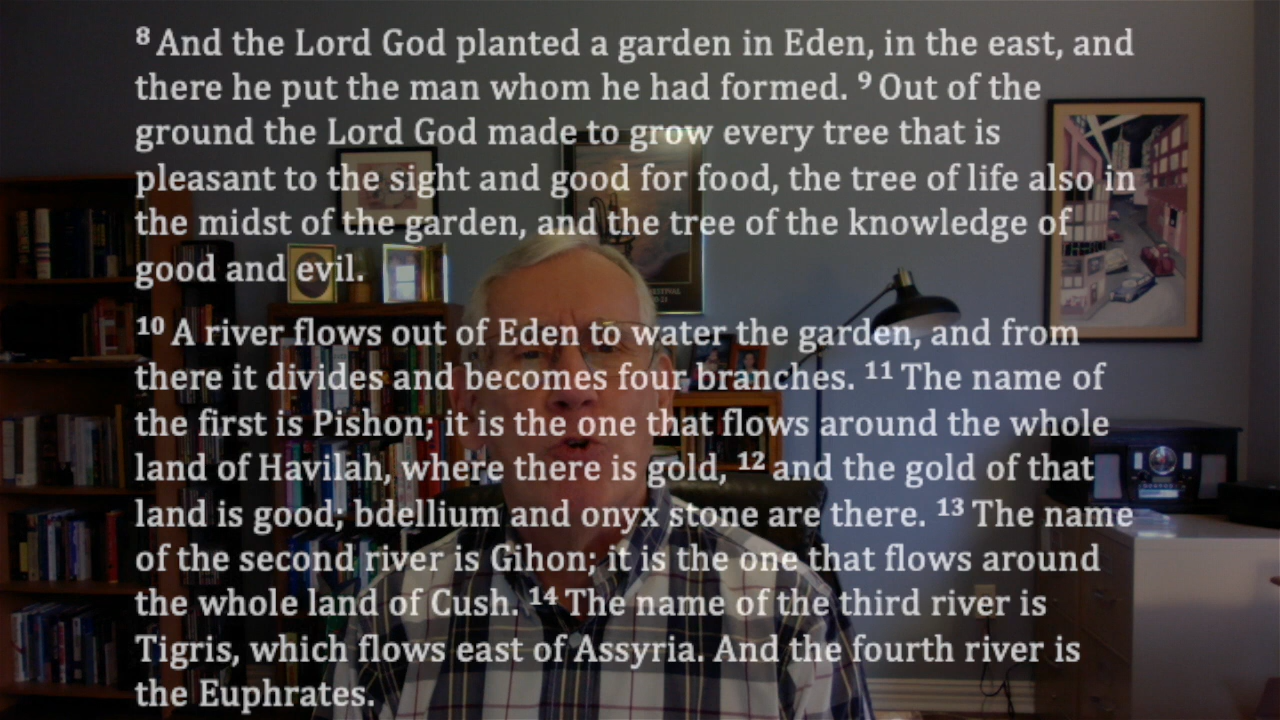 8 And the Lord God planted a garden in Eden, in the east, and
there he put the man whom he had formed. 9 Out of the
ground the Lord God made to grow every tree that is
pleasant to the sight and good for food, the tree of life also in
the midst of the garden, and the tree of the knowledge of
good and evil.
10 A river flows out of Eden to water the garden, and from
there it divides and becomes four branches. 11 The name of
the first is Pishon; it is the one that flows around the whole
land of Havilah, where there is gold, 12 and the gold of that
land is good; bdellium and onyx stone are there. 13 The name
of the second river is Gihon; it is the one that flows around
the whole land of Cush. 14 The name of the third river is
Tigris, which flows east of Assyria. And the fourth river is
the Euphrates.